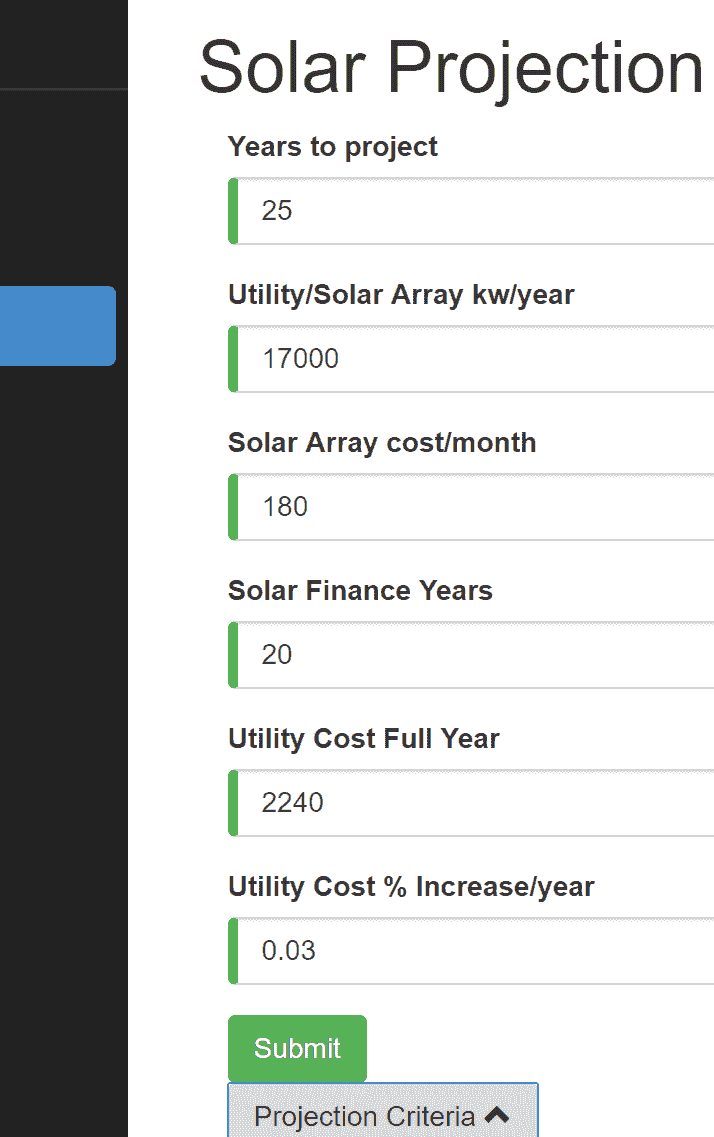 Solar Projection
Years to project
25
Utility/Solar Array kw/year
17000
Solar Array cost/month
180
Solar Finance Years
20
Utility Cost Full Year
2240
Utility Cost % Increase/year
0.03
Submit
Projection Criteria